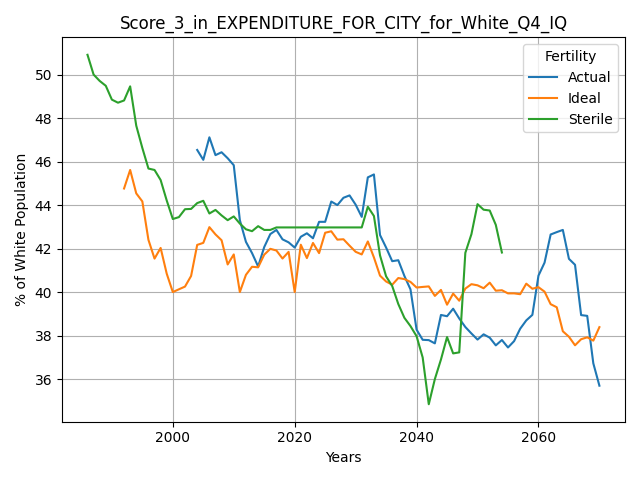 Score_3_in_EXPENDITURE_FOR_CITY_for_White_Q4_IQ
Fertility
Actual
Ideal
Sterile
% of White Population
50
48
46
44
42
40
38
36
2000 2020 2040 2060
Years